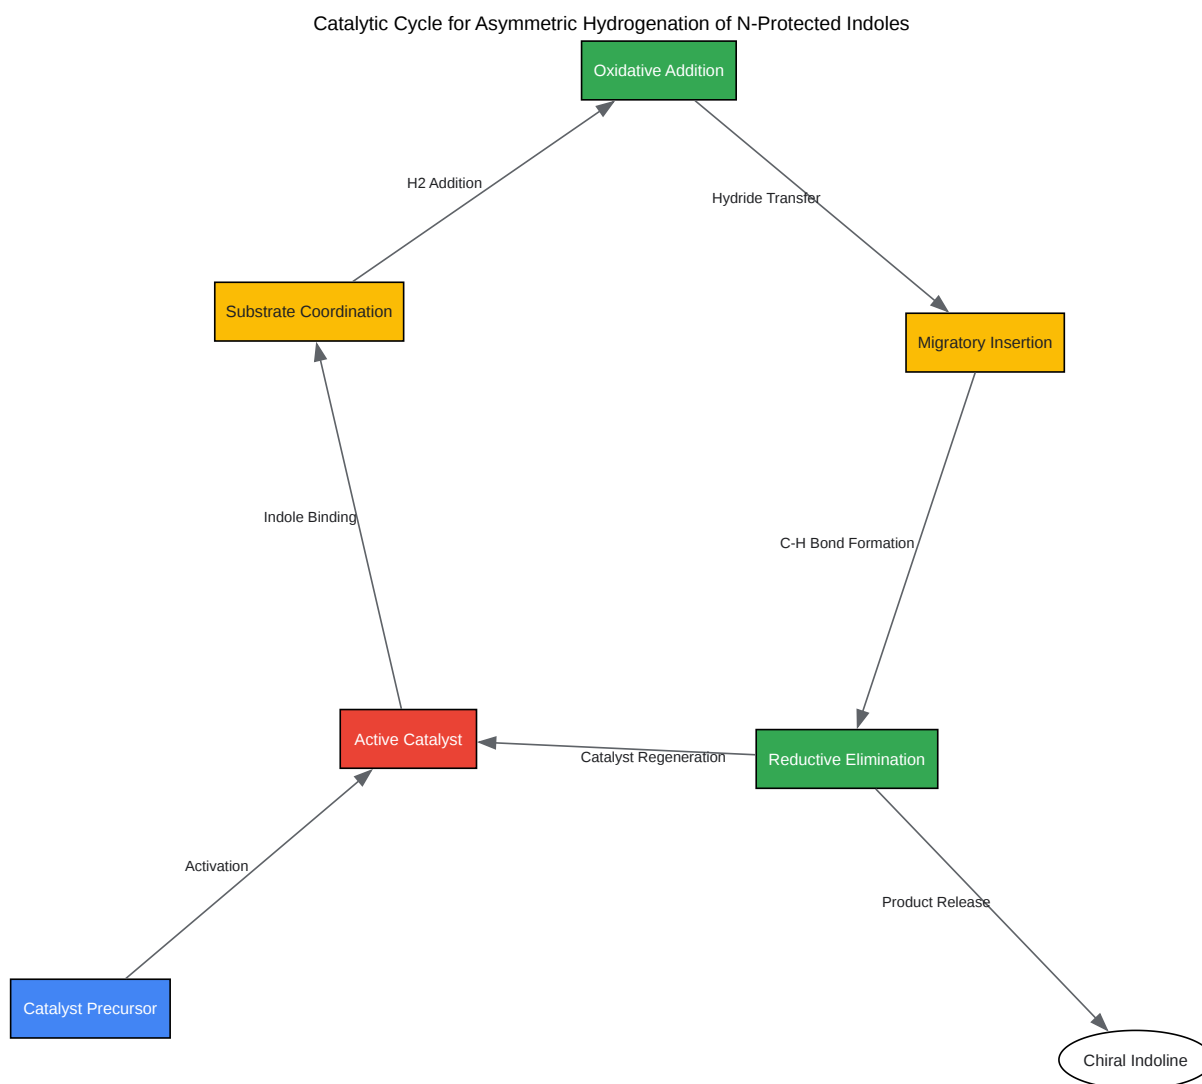 Catalytic Cycle for Asymmetric Hydrogenation of N-Protected Indoles
Oxidative Addition
H2 Addition
Hydride Transfer
Substrate Coordination
Migratory Insertion
Indole Binding
C-H Bond Formation
Active Catalyst
Catalyst Regeneration
Reductive Elimination
Activation
Product Release
Catalyst Precursor
Chiral Indoline